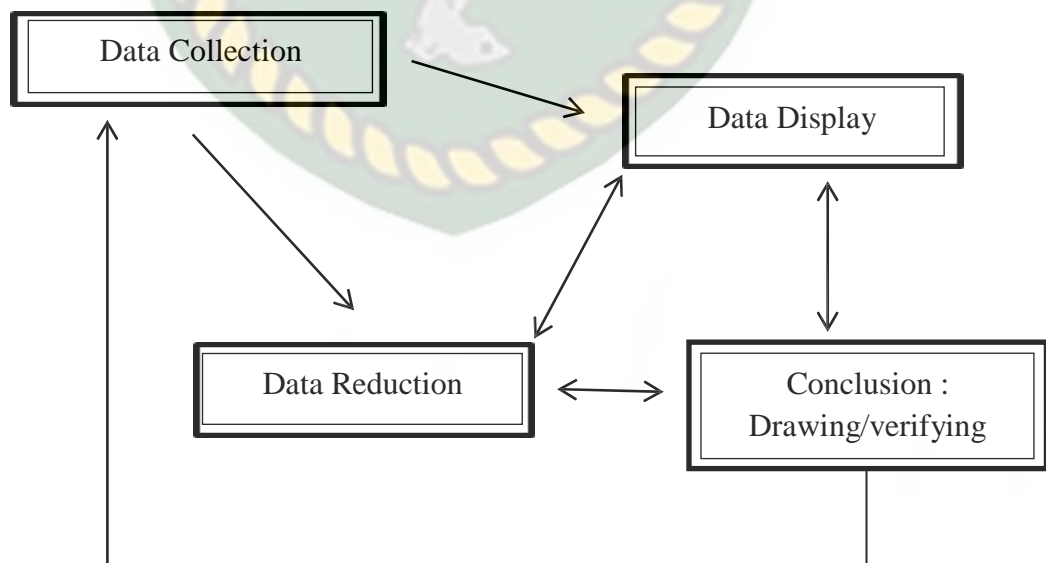 Data Collection
Data Display
Data Reduction
Conclusion :
Drawing/verifying